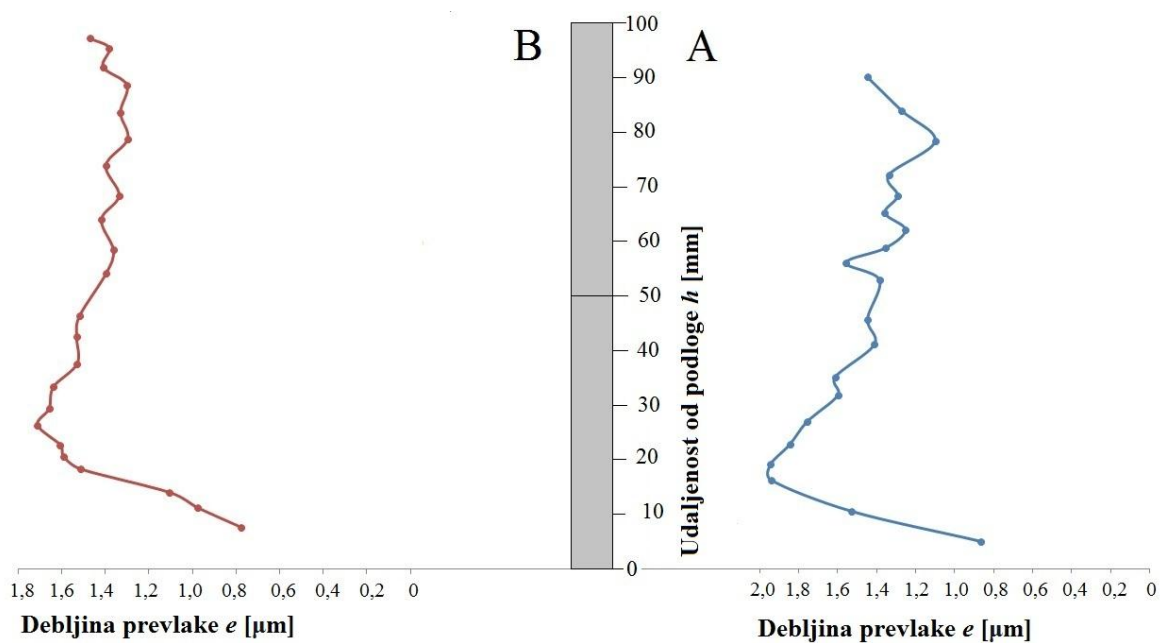 B
A
100
90
80
70
60
50
40
30
20
10
0
Udaljenost od podloge h [mm]
1,8 1,6 1,4 1,2 1,0 0,8 0,6 0,4 0,2 0
Debljina prevlake e [µm]
2,0 1,8 1,6 1,4 1,2 1,0 0,8 0,6 0,4 0,2 0
Debljina prevlake e [µm]